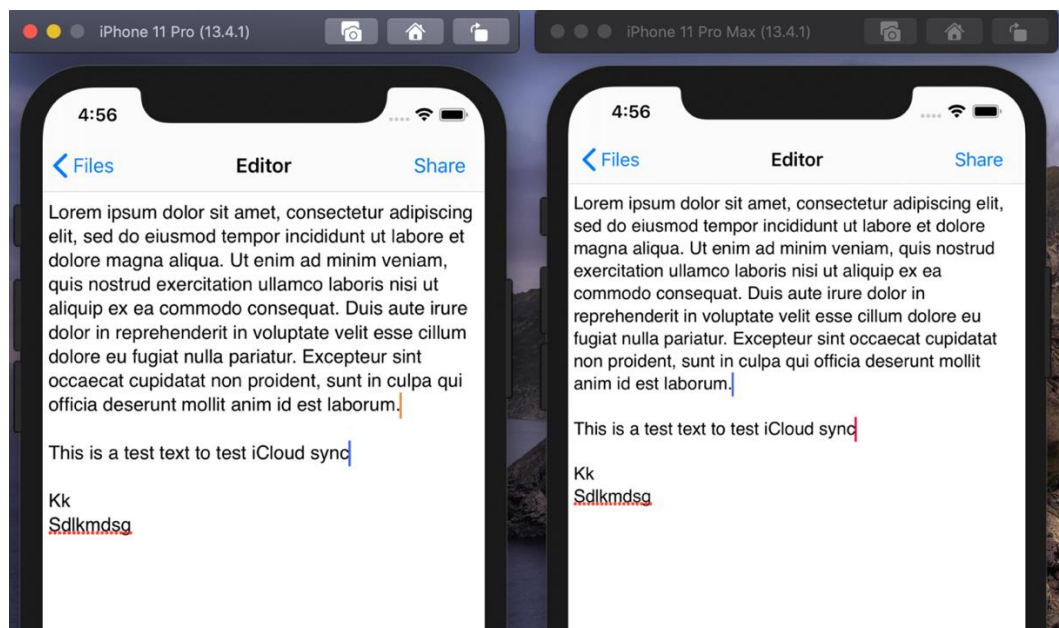 iPhone 11 Pro (13.4.1)
4:56
Files Editor Share
Lorem ipsum dolor sit amet, consectetur adipiscing
elit, sed do eiusmod tempor incididunt ut labore et
dolore magna aliqua. Ut enim ad minim veniam,
quis nostrud exercitation ullamco laboris nisi ut
aliquip ex ea commodo consequat. Duis aute irure
dolor in reprehenderit in voluptate velit esse cillum
dolore eu fugiat nulla pariatur. Excepteur sint
occaecat cupidatat non proident, sunt in culpa qui
officia deserunt mollit anim id est laborum.
This is a test text to test iCloud sync
Kk
Sdlkmdsg
iPhone 11 Pro Max (13.4.1)
4:56
Files Editor Share
Lorem ipsum dolor sit amet, consectetur adipiscing elit,
sed do eiusmod tempor incididunt ut labore et dolore
magna aliqua. Ut enim ad minim veniam, quis nostrud
exercitation ullamco laboris nisi ut aliquip ex ea
commodo consequat. Duis aute irure dolor in
reprehenderit in voluptate velit esse cillum dolore eu
fugiat nulla pariatur. Excepteur sint occaecat cupidatat
non proident, sunt in culpa qui officia deserunt mollit
anim id est laborum.
This is a test text to test iCloud sync
Kk
Sdlkmdsg